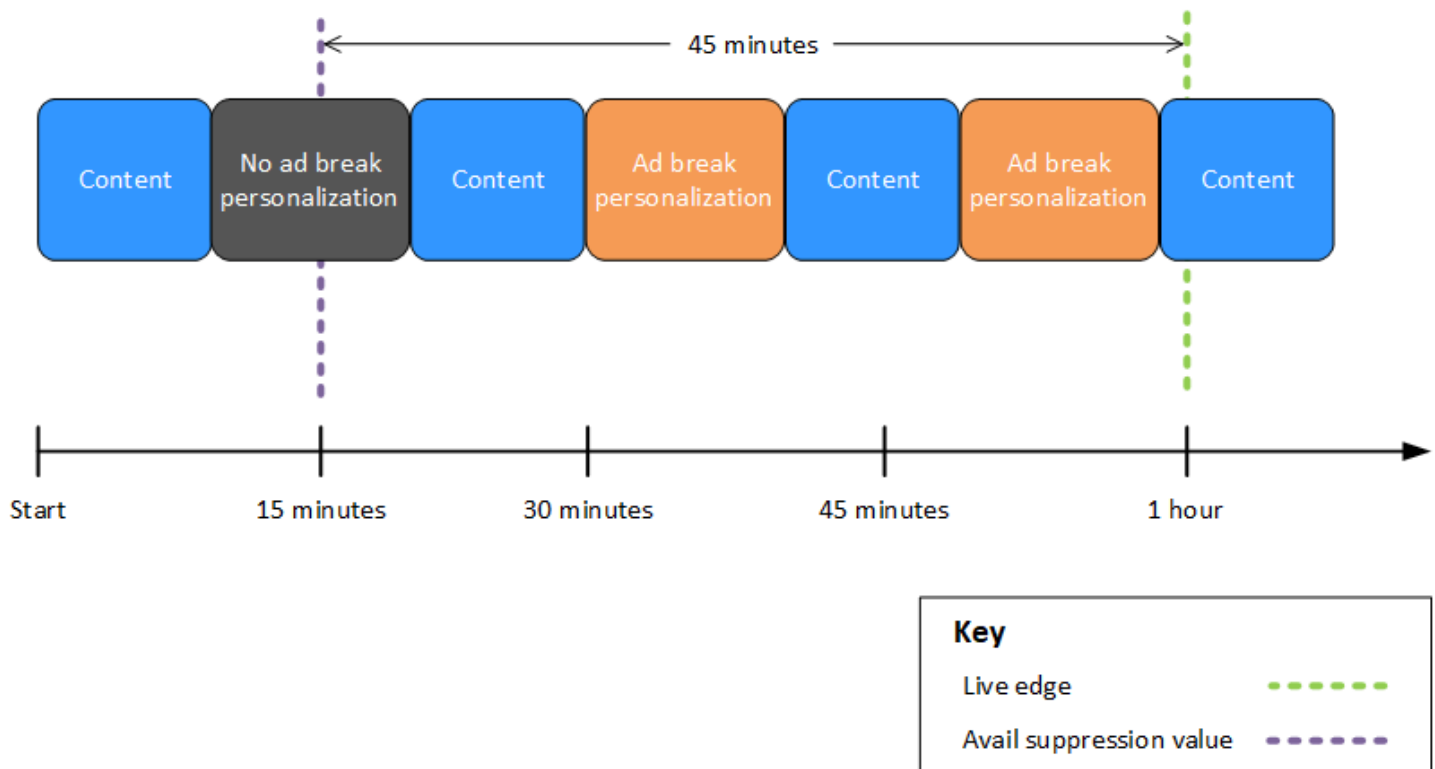 45 minutes
Content
No ad break
personalization
Content
Ad break
personalization
Content
Ad break
personalization
Content
Start
15 minutes
30 minutes
45 minutes
1 hour
Key
Live edge
Avail suppression value